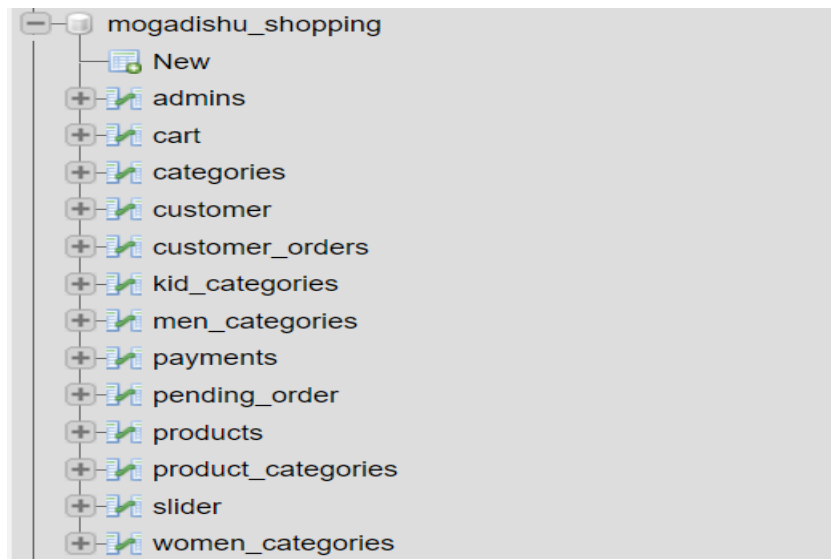 mogadishu_shopping
New
admins
cart
categories
customer
customer_orders
kid_categories
men_categories
payments
pending_order
products
product_categories
slider
women_categories